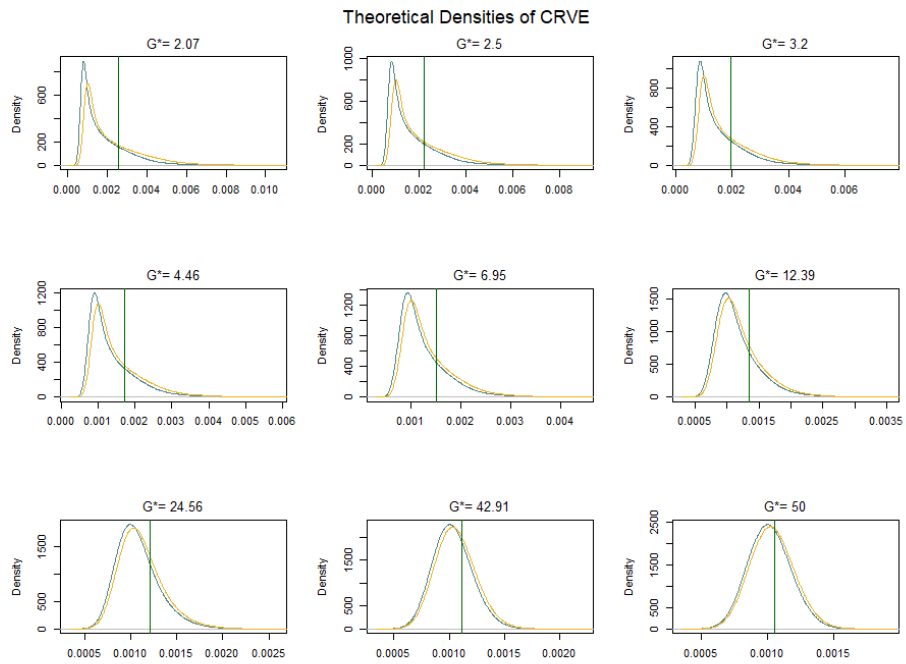 Theoretical Densities of CRVE
G*= 2.07
G*= 2.5
G*= 3.2
Density
200
600
0.000 0.002 0.004 0.006 0.008 0.010
Density
0
200
600
1000
0.000 0.002 0.004 0.006 0.008
Density
0
400
800
0.000 0.002 0.004 0.006
G*= 4.46
G*= 6.95
G*= 12.39
Density
0
400
800
1200
0.000 0.001 0.002 0.003 0.004 0.005 0.006
Density
0
400
800
1200
0.001 0.002 0.003 0.004
Density
0
500
1000
1500
0.0005 0.0015 0.0025 0.0035
G*= 24.56
G*= 42.91
G*= 50
Density
0
500
1500
0.0005 0.0010 0.0015 0.0020 0.0025
Density
0
500
1500
0.0005 0.0010 0.0015 0.0020
Density
0
500
1500
2500
0.0005 0.0010 0.0015